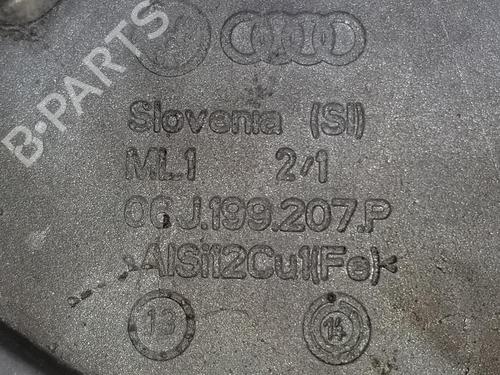 B-PARTS
Slovenia (SI)
ML1 2/1
06J.199.207.P
>AlSi12Cu1(Fe)<
13
14